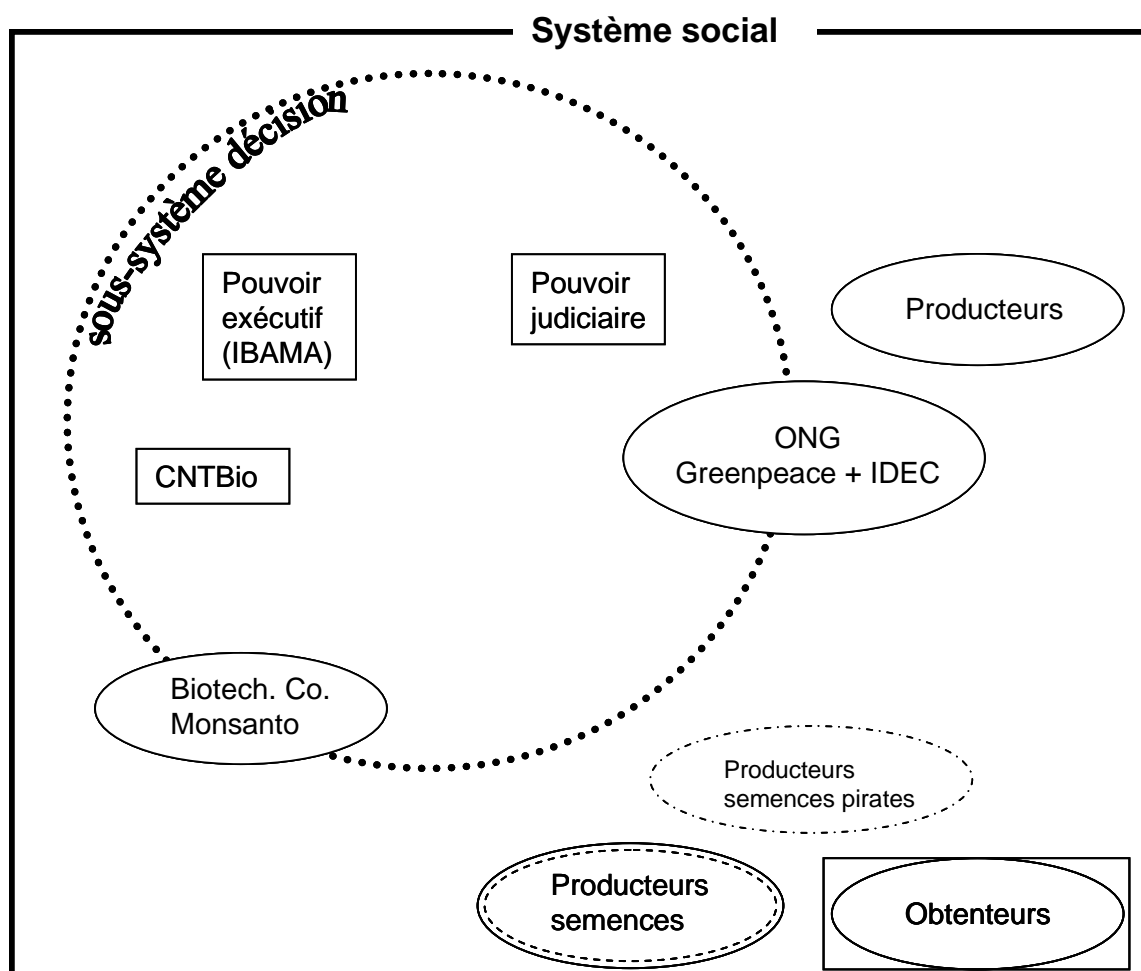 Système social
sous-système décision
Pouvoir
exécutif
(IBAMA)
Pouvoir
judiciaire
Producteurs
ONG
Greenpeace + IDEC
CNTBio
Biotech. Co.
Monsanto
Producteurs
semences pirates
Producteurs
semences
Obtenteurs